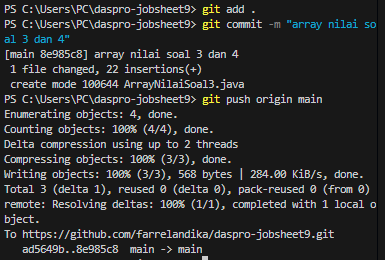 PS C:\Users\PC\daspro-jobsheet9> git add .
PS C:\Users\PC\daspro-jobsheet9> git commit -m "array nilai so
al 3 dan 4"
[main 8e985c8] array nilai soal 3 dan 4
 1 file changed, 22 insertions(+)
 create mode 100644 ArrayNilaiSoal3.java
PS C:\Users\PC\daspro-jobsheet9> git push origin main
Enumerating objects: 4, done.
Counting objects: 100% (4/4), done.
Delta compression using up to 2 threads
Compressing objects: 100% (3/3), done.
Writing objects: 100% (3/3), 568 bytes | 284.00 KiB/s, done.
Total 3 (delta 1), reused 0 (delta 0), pack-reused 0 (from 0)
remote: Resolving deltas: 100% (1/1), completed with 1 local o
bject.
To https://github.com/farrelandika/daspro-jobsheet9.git
   ad5649b..8e985c8  main -> main